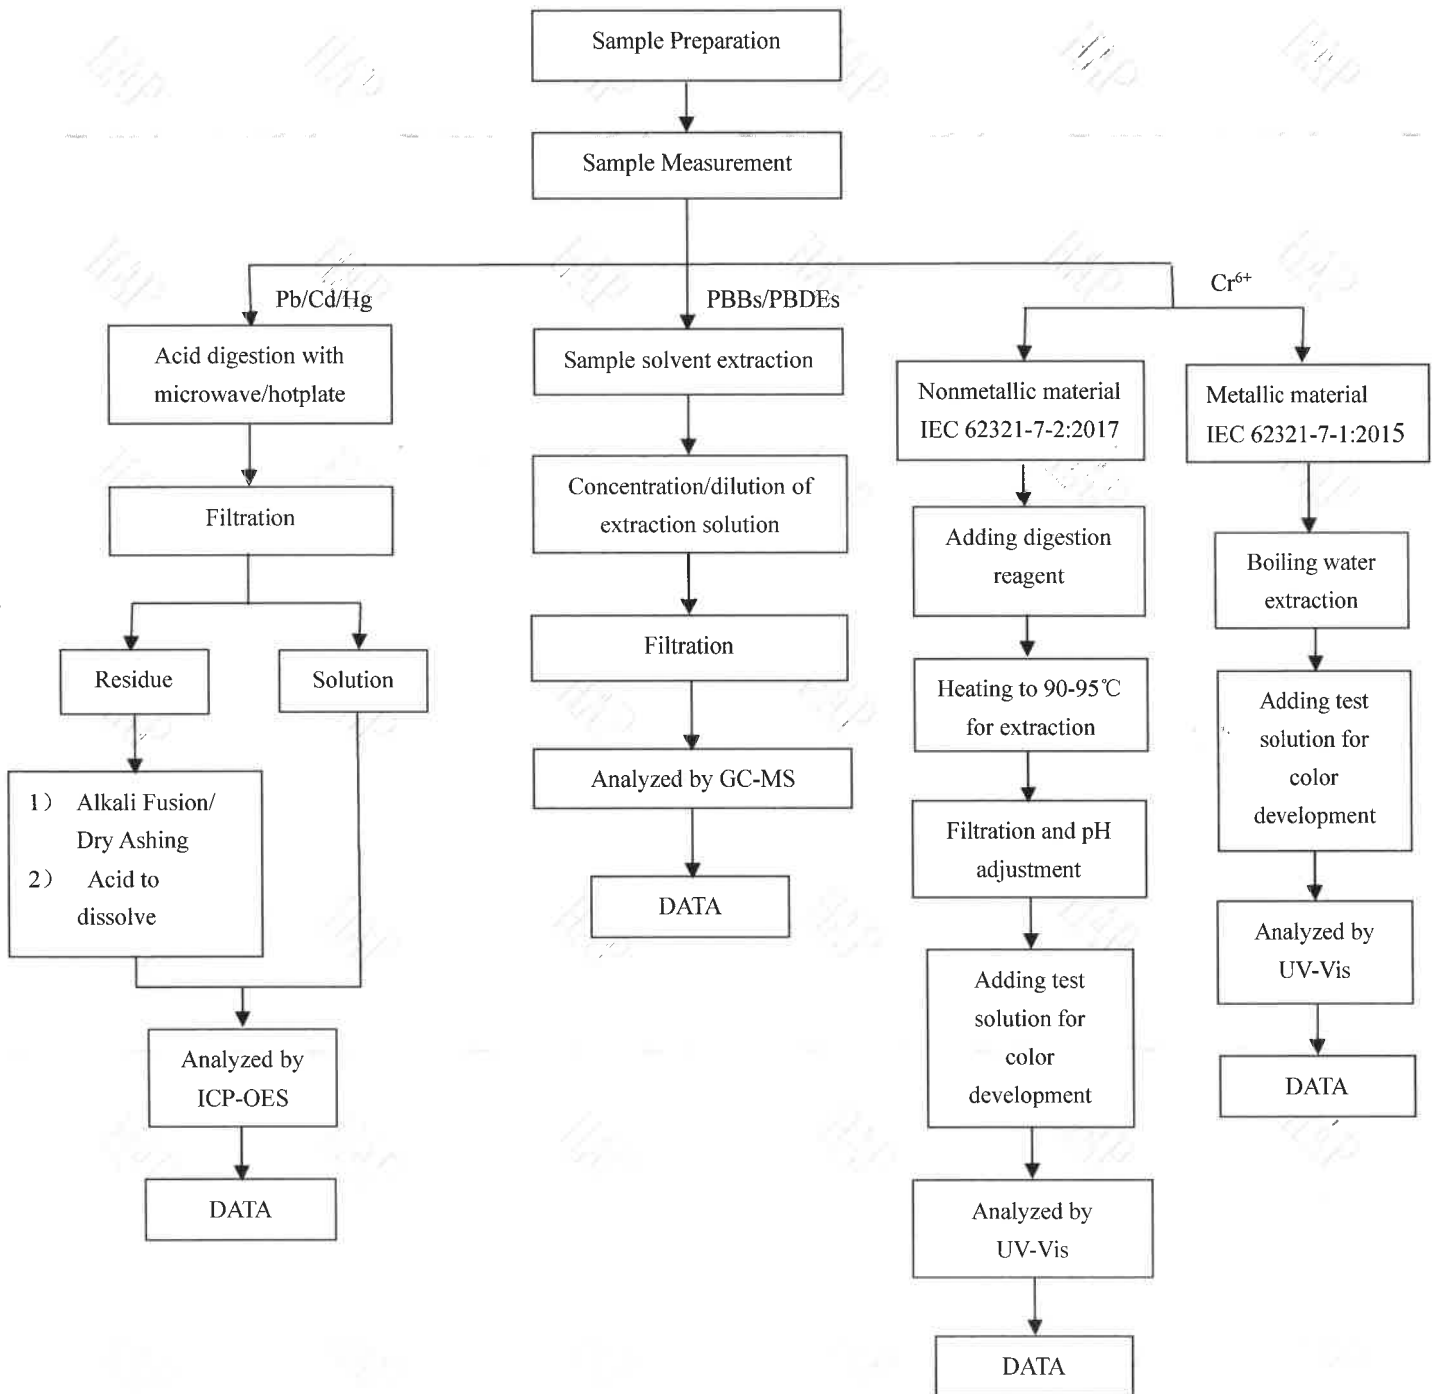 Sample Preparation
Sample Measurement
Pb/Cd/Hg
Acid digestion with
microwave/hotplate
Filtration
Residue
Solution
1） Alkali Fusion/
Dry Ashing
2） Acid to
dissolve
Analyzed by
ICP-OES
DATA
PBBs/PBDEs
Sample solvent extraction
Concentration/dilution of
extraction solution
Filtration
Analyzed by GC-MS
DATA
Cr⁶⁺
Nonmetallic material
IEC 62321-7-2:2017
Adding digestion
reagent
Heating to 90-95℃
for extraction
Filtration and pH
adjustment
Adding test
solution for
color
development
Analyzed by
UV-Vis
DATA
Metallic material
IEC 62321-7-1:2015
Boiling water
extraction
Adding test
solution for
color
development
Analyzed by
UV-Vis
DATA